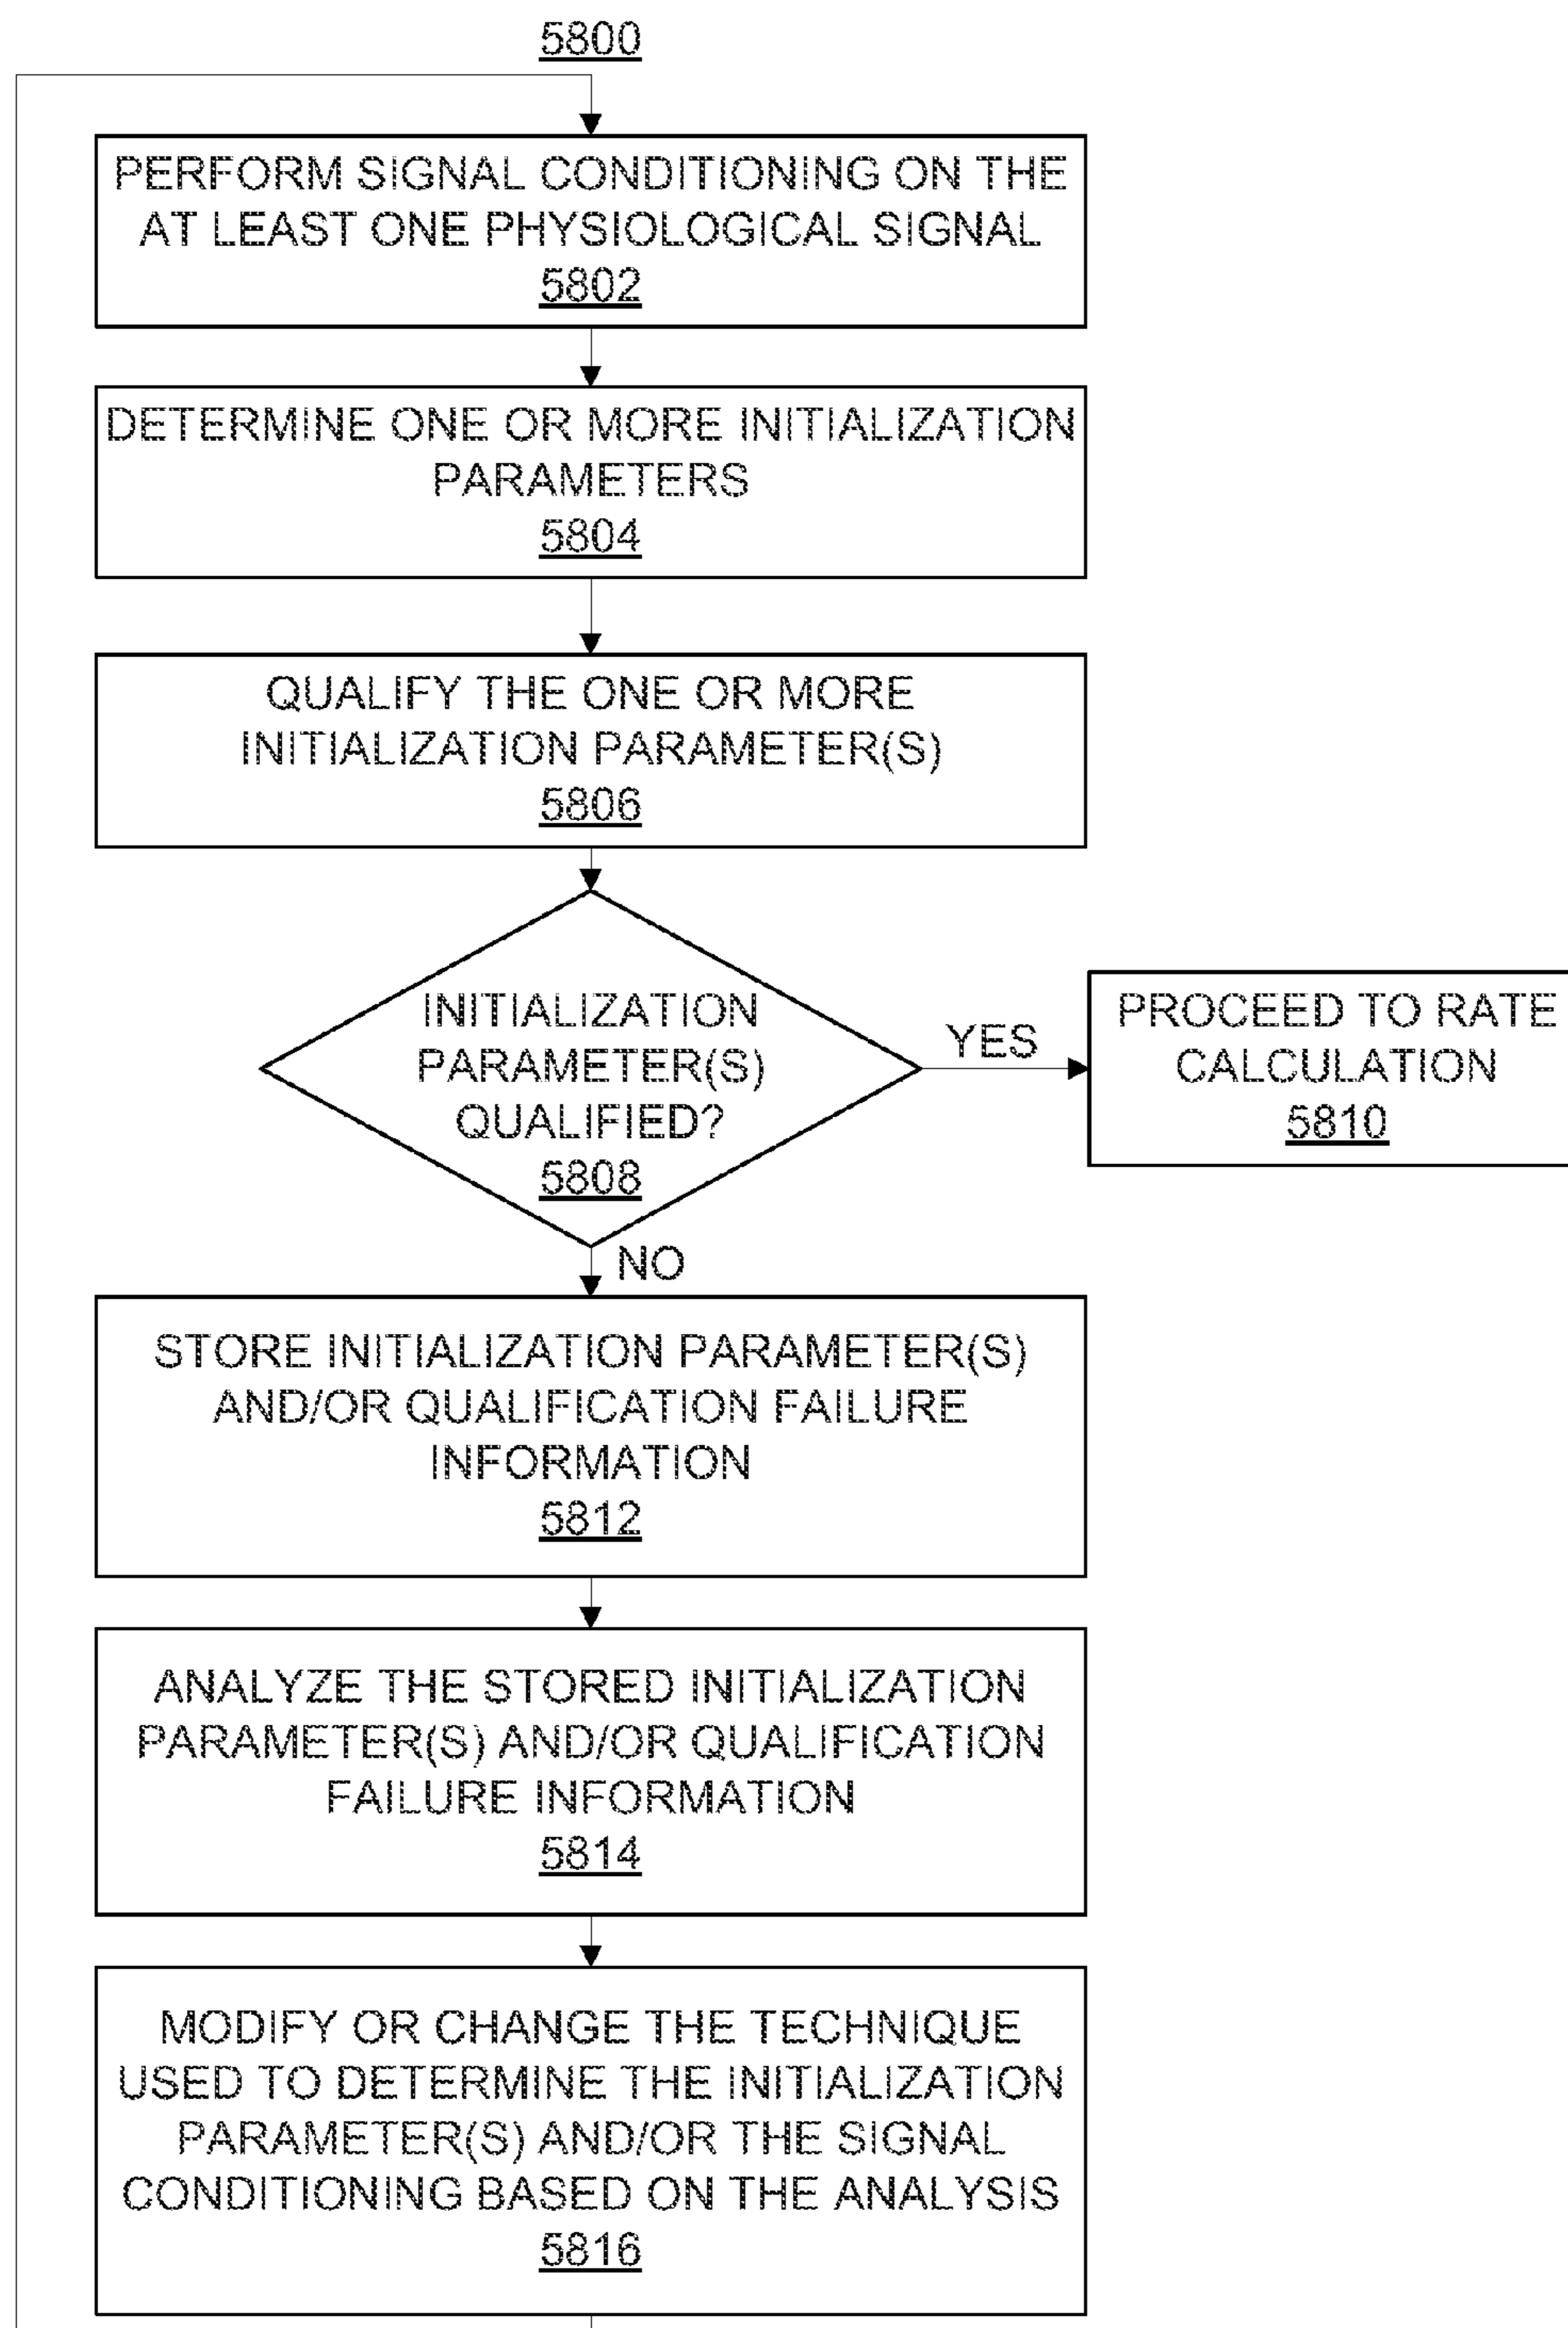 5800
PERFORM SIGNAL CONDITIONING ON THE
AT LEAST ONE PHYSIOLOGICAL SIGNAL
5802
DETERMINE ONE OR MORE INITIALIZATION
PARAMETERS
5804
QUALIFY THE ONE OR MORE
INITIALIZATION PARAMETER(S)
5806
INITIALIZATION
PARAMETER(S)
QUALIFIED?
5808
YES
PROCEED TO RATE
CALCULATION
5810
NO
STORE INITIALIZATION PARAMETER(S)
AND/OR QUALIFICATION FAILURE
INFORMATION
5812
ANALYZE THE STORED INITIALIZATION
PARAMETER(S) AND/OR QUALIFICATION
FAILURE INFORMATION
5814
MODIFY OR CHANGE THE TECHNIQUE
USED TO DETERMINE THE INITIALIZATION
PARAMETER(S) AND/OR THE SIGNAL
CONDITIONING BASED ON THE ANALYSIS
5816